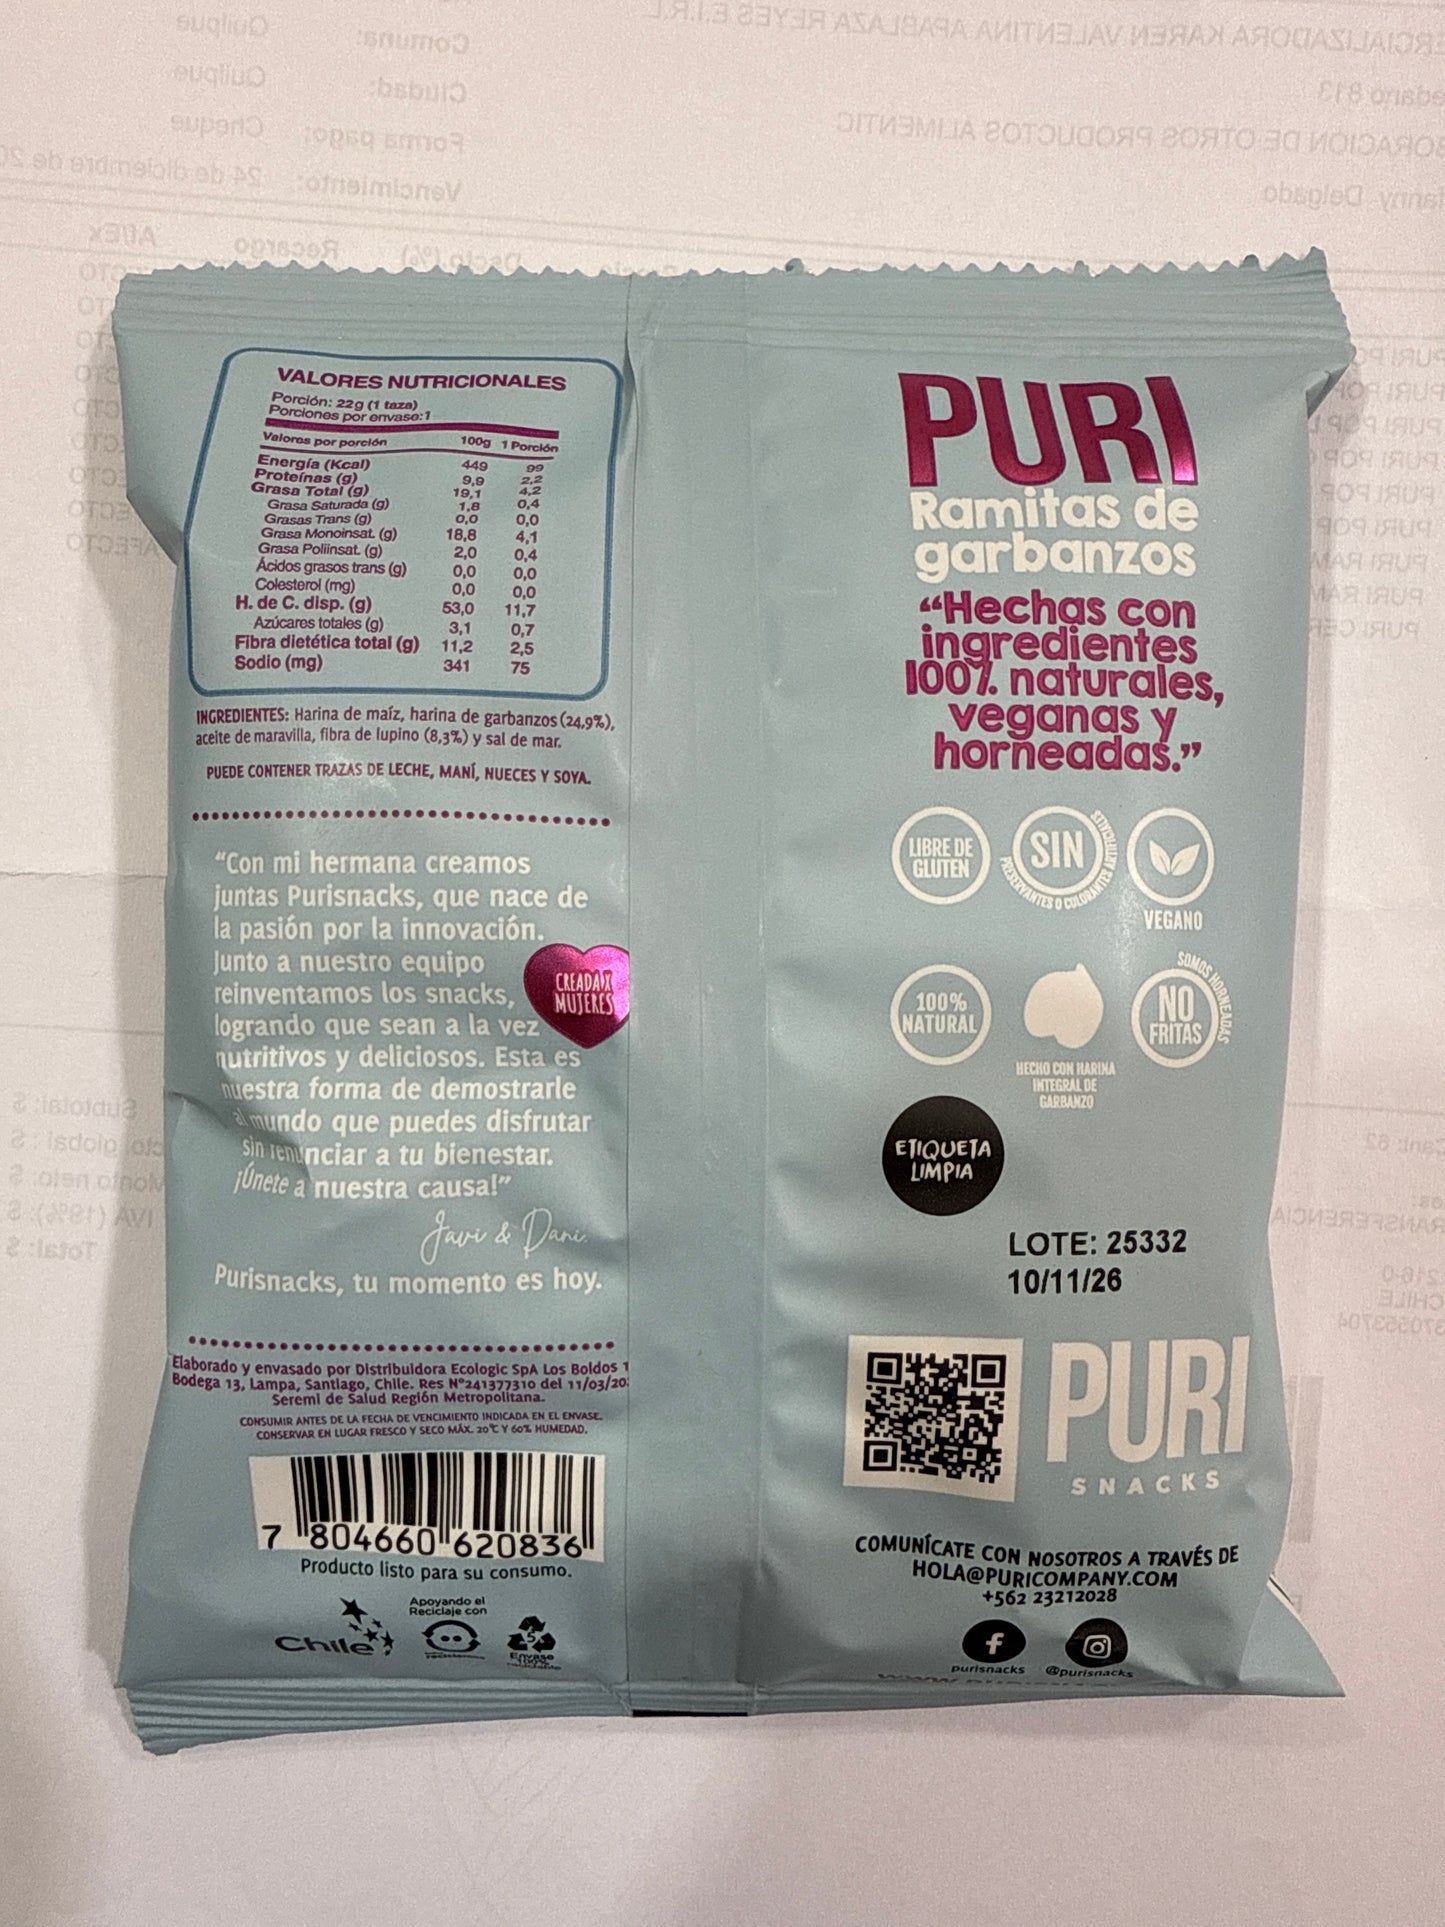 VALORES NUTRICIONALES
Porción: 22g (1 taza)
Porciones por envase:1
Valores por porción 100g 1 Porción
Energía (Kcal) 449 99
Proteínas (g) 9,9 2,2
Grasa Total (g) 19,1 4,2
Grasa Saturada (g) 1,8 0,4
Grasas Trans (g) 0,0 0,0
Grasa Monoinsat. (g) 18,8 4,1
Grasa Poliinsat. (g) 2,0 0,4
Ácidos grasos trans (g) 0,0 0,0
Colesterol (mg) 0,0 0,0
H. de C. disp. (g) 53,0 11,7
Azúcares totales (g) 3,1 0,7
Fibra dietética total (g) 11,2 2,5
Sodio (mg) 341 75
INGREDIENTES: Harina de maíz, harina de garbanzos (24,9%),
aceite de maravilla, fibra de lupino (8,3%) y sal de mar.
PUEDE CONTENER TRAZAS DE LECHE, MANÍ, NUECES Y SOYA.
“Con mi hermana creamos
juntas Purisnacks, que nace de
la pasión por la innovación.
Junto a nuestro equipo
reinventamos los snacks,
logrando que sean a la vez
nutritivos y deliciosos. Esta es
nuestra forma de demostrarle
al mundo que puedes disfrutar
sin renunciar a tu bienestar.
¡Únete a nuestra causa!”
CREADA X
MUJERES
Javi & Dani.
Purisnacks, tu momento es hoy.
Elaborado y envasado por Distribuidora Ecologic SpA Los Boldos
Bodega 13, Lampa, Santiago, Chile. Res N°241377310 del 11/03/20
Seremi de Salud Región Metropolitana.
CONSUMIR ANTES DE LA FECHA DE VENCIMIENTO INDICADA EN EL ENVASE.
CONSERVAR EN LUGAR FRESCO Y SECO MÁX. 20°C Y 60% HUMEDAD.
7 804660 620836
Producto listo para su consumo.
Chile
Apoyando el
Reciclaje con
5
Envase
100%
PURI
Ramitas de
garbanzos
“Hechas con
ingredientes
100% naturales,
veganas y
horneadas.”
LIBRE DE
GLUTEN
SIN
PRESERVANTES O COLORANTES ARTIFICIALES
VEGANO
100%
NATURAL
HECHO CON HARINA
INTEGRAL DE
GARBANZO
SOMOS HORNEADAS
NO
FRITAS
ETIQUETA
LIMPIA
LOTE: 25332
10/11/26
PURI
SNACKS
COMUNÍCATE CON NOSOTROS A TRAVÉS DE
HOLA@PURICOMPANY.COM
+562 23212028
purisnacks @purisnacks